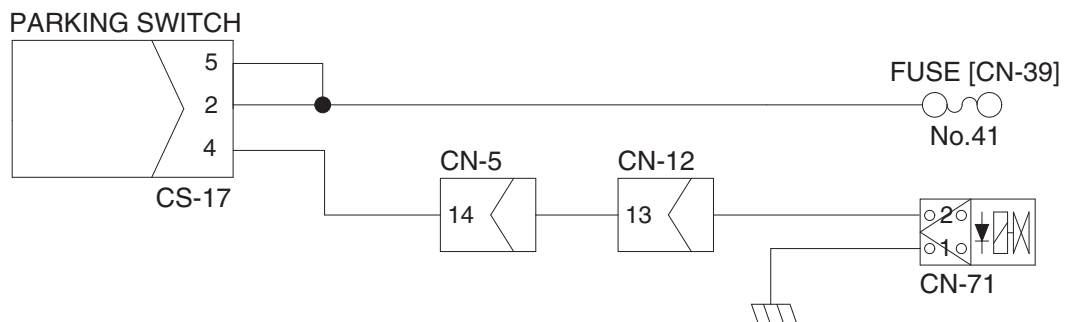 PARKING SWITCH
5
2
4
CS-17
FUSE [CN-39]
No.41
CN-5
14
CN-12
13
2
1
CN-71